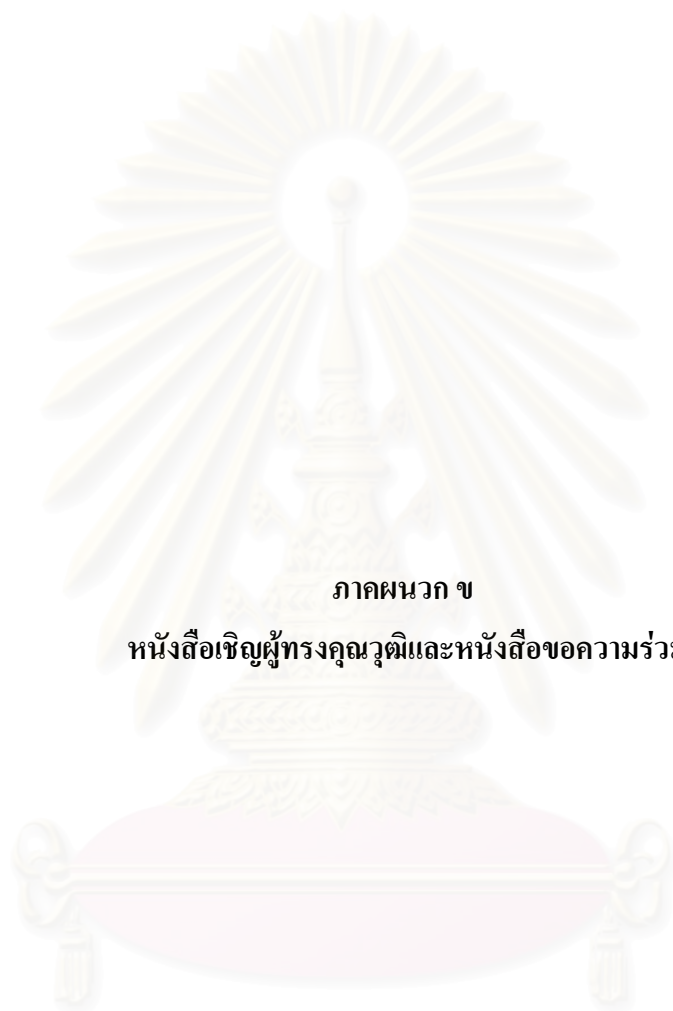 ภาคผนวก ข
หนังสือเชิญผู้ทรงคุณวุฒิและหนังสือขอความร่ว